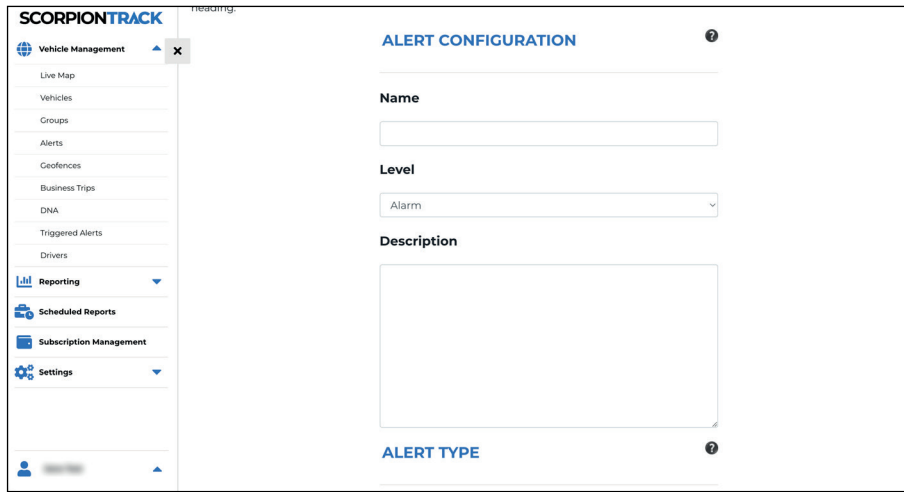 SCORPIONTRACK
Vehicle Management
Live Map
Vehicles
Groups
Alerts
Geofences
Business Trips
DNA
Triggered Alerts
Drivers
Reporting
Scheduled Reports
Subscription Management
Settings
heading.
ALERT CONFIGURATION
Name
Level
Alarm
Description
ALERT TYPE